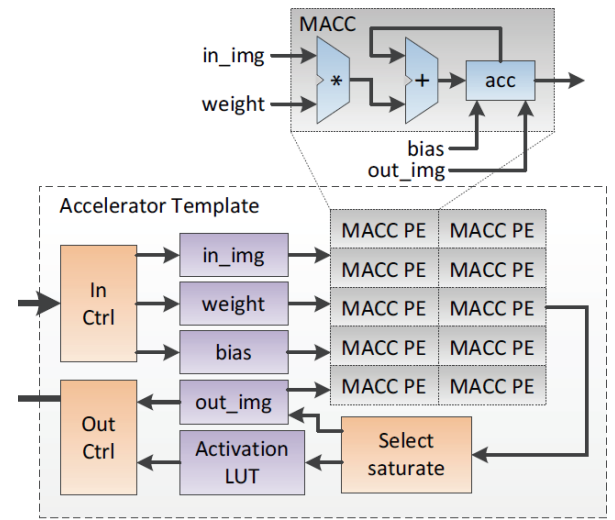 MACC
in_img
weight
*
+
acc
bias
out_img
Accelerator Template
In
Ctrl
in_img
weight
bias
out_img
Activation
LUT
Out
Ctrl
MACC PE MACC PE
MACC PE MACC PE
MACC PE MACC PE
MACC PE MACC PE
MACC PE MACC PE
Select
saturate